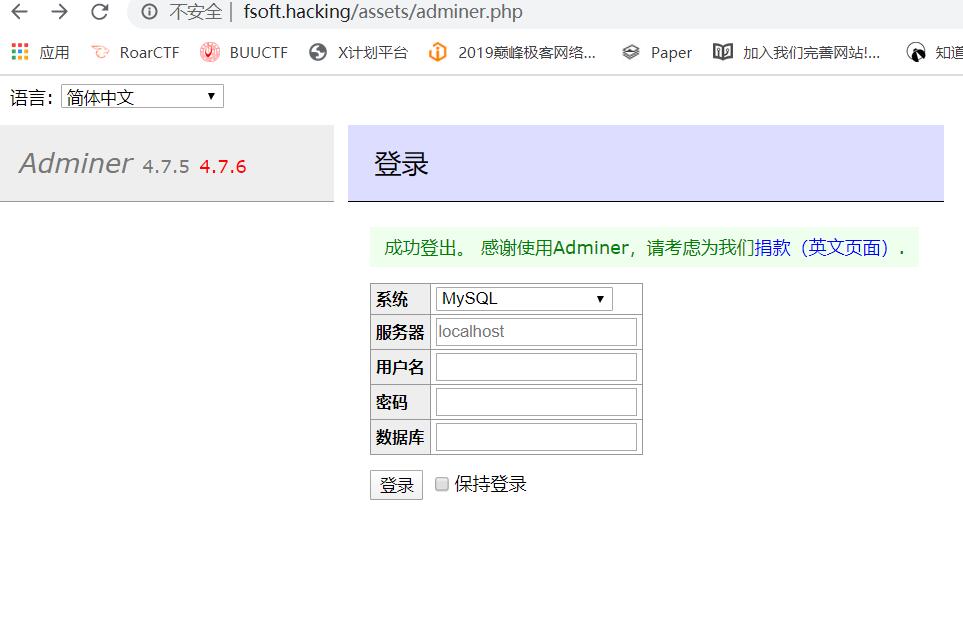 不安全 | fsoft.hacking/assets/adminer.php
应用 RoarCTF BUUCTF X计划平台 2019巅峰极客网络... Paper 加入我们完善网站!... 知道
语言: 简体中文
Adminer 4.7.5 4.7.6
登录
成功登出。 感谢使用Adminer，请考虑为我们捐款（英文页面）.
系统 MySQL
服务器 localhost
用户名
密码
数据库
登录 保持登录